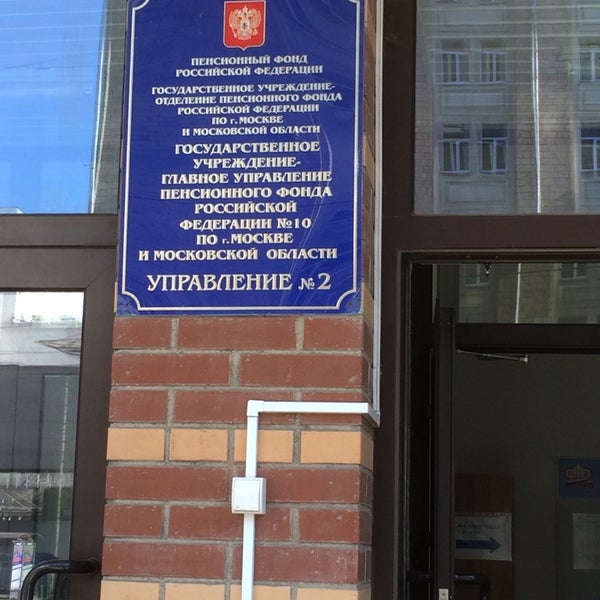 ПЕНСИОННЫЙ ФОНД
РОССИЙСКОЙ ФЕДЕРАЦИИ
ГОСУДАРСТВЕННОЕ УЧРЕЖДЕНИЕ-
ОТДЕЛЕНИЕ ПЕНСИОННОГО ФОНДА
РОССИЙСКОЙ ФЕДЕРАЦИИ
ПО г. МОСКВЕ
И МОСКОВСКОЙ ОБЛАСТИ
ГОСУДАРСТВЕННОЕ
УЧРЕЖДЕНИЕ-
ГЛАВНОЕ УПРАВЛЕНИЕ
ПЕНСИОННОГО ФОНДА
РОССИЙСКОЙ
ФЕДЕРАЦИИ №10
ПО г. МОСКВЕ
И МОСКОВСКОЙ ОБЛАСТИ
УПРАВЛЕНИЕ №2